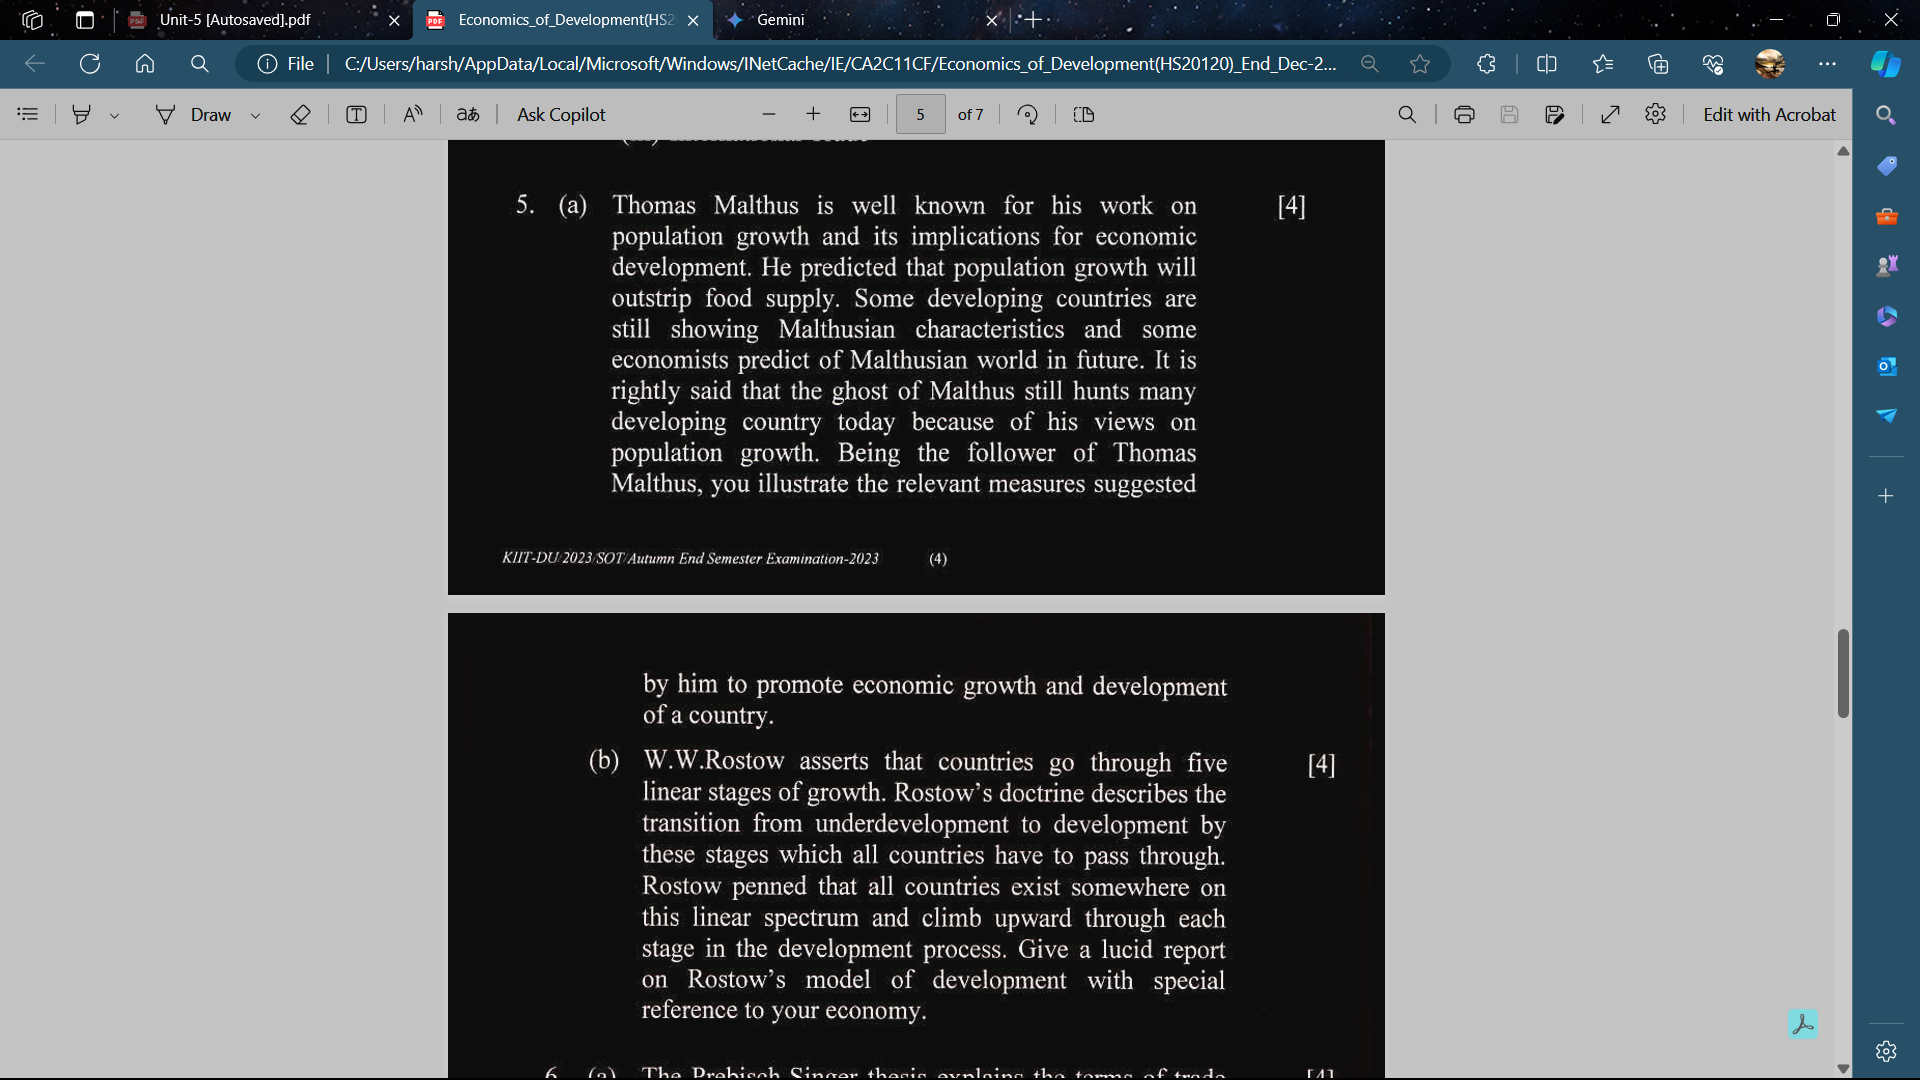 Unit-5 [Autosaved].pdf
Economics_of_Development(HS2
Gemini
File
C:/Users/harsh/AppData/Local/Microsoft/Windows/INetCache/IE/CA2C11CF/Economics_of_Development(HS20120)_End_Dec-2...
Draw
aあ
Ask Copilot
5 of 7
Edit with Acrobat
5. (a) Thomas Malthus is well known for his work on [4]
population growth and its implications for economic
development. He predicted that population growth will
outstrip food supply. Some developing countries are
still showing Malthusian characteristics and some
economists predict of Malthusian world in future. It is
rightly said that the ghost of Malthus still hunts many
developing country today because of his views on
population growth. Being the follower of Thomas
Malthus, you illustrate the relevant measures suggested
KIIT-DU/2023/SOT/Autumn End Semester Examination-2023 (4)
by him to promote economic growth and development
of a country.
(b) W.W.Rostow asserts that countries go through five [4]
linear stages of growth. Rostow's doctrine describes the
transition from underdevelopment to development by
these stages which all countries have to pass through.
Rostow penned that all countries exist somewhere on
this linear spectrum and climb upward through each
stage in the development process. Give a lucid report
on Rostow's model of development with special
reference to your economy.
6. (a) The Prebisch Singer thesis explains the terms of trade [4]